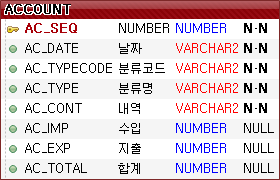 ACCOUNT
AC_SEQ NUMBER NUMBER N·N
AC_DATE 날짜 VARCHAR2 N·N
AC_TYPECODE 분류코드 VARCHAR2 N·N
AC_TYPE 분류명 VARCHAR2 N·N
AC_CONT 내역 VARCHAR2 N·N
AC_IMP 수입 NUMBER NULL
AC_EXP 지출 NUMBER NULL
AC_TOTAL 합계 NUMBER NULL